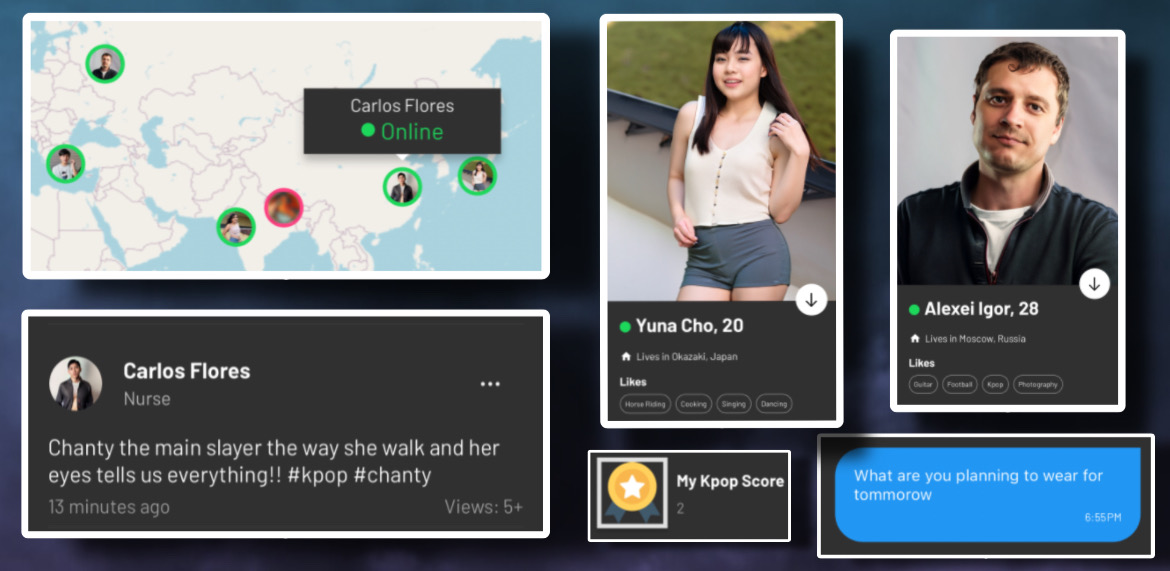 Carlos Flores
Online
Carlos Flores
Nurse
Chanty the main slayer the way she walk and her
eyes tells us everything!! #kpop #chanty
13 minutes ago
Views: 5+
Yuna Cho, 20
Lives in Okazaki, Japan
Likes
Horse Riding
Cooking
Singing
Dancing
My Kpop Score
2
Alexei Igor, 28
Lives in Moscow, Russia
Likes
Guitar
Football
Kpop
Photography
What are you planning to wear for
tommorow
6:55PM